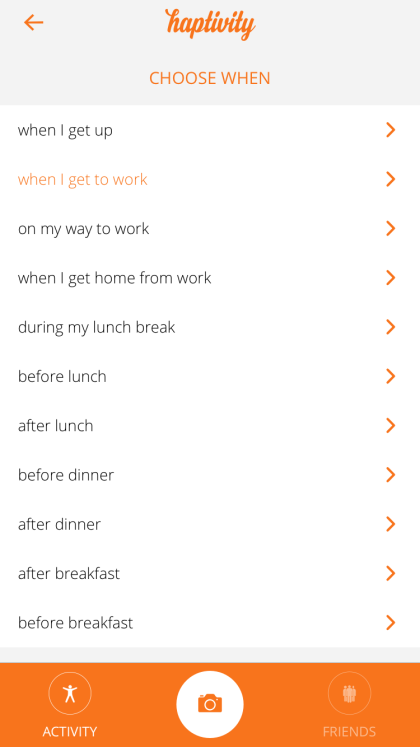 haptivity
CHOOSE WHEN
when I get up
when I get to work
on my way to work
when I get home from work
during my lunch break
before lunch
after lunch
before dinner
after dinner
after breakfast
before breakfast
ACTIVITY
FRIENDS